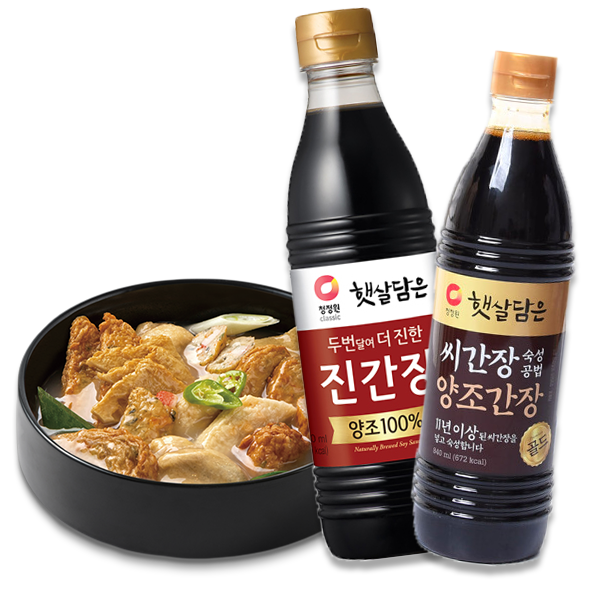 청정원
classic
햇살담은
두번달여 더 진한
진간장
양조100%
Naturally Brewed Soy
청정원
햇살담은
씨간장 숙성
공법
양조간장
11년 이상 된 씨간장을
넣고 숙성합니다
840 ml (672 kcal)
골드